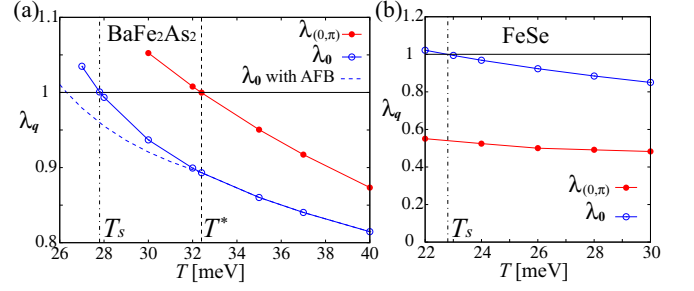 (a) BaFe₂As₂
λ(0,π)
λ₀
λ₀ with AFB
λq
1
0.9
0.8
Ts
T*
26 28 30 32 34 36 38 40
T [meV]
(b) FeSe
λq
1.2
1
0.8
0.6
0.4
0.2
0
λ(0,π)
λ₀
Ts
22 24 26 28 30
T [meV]